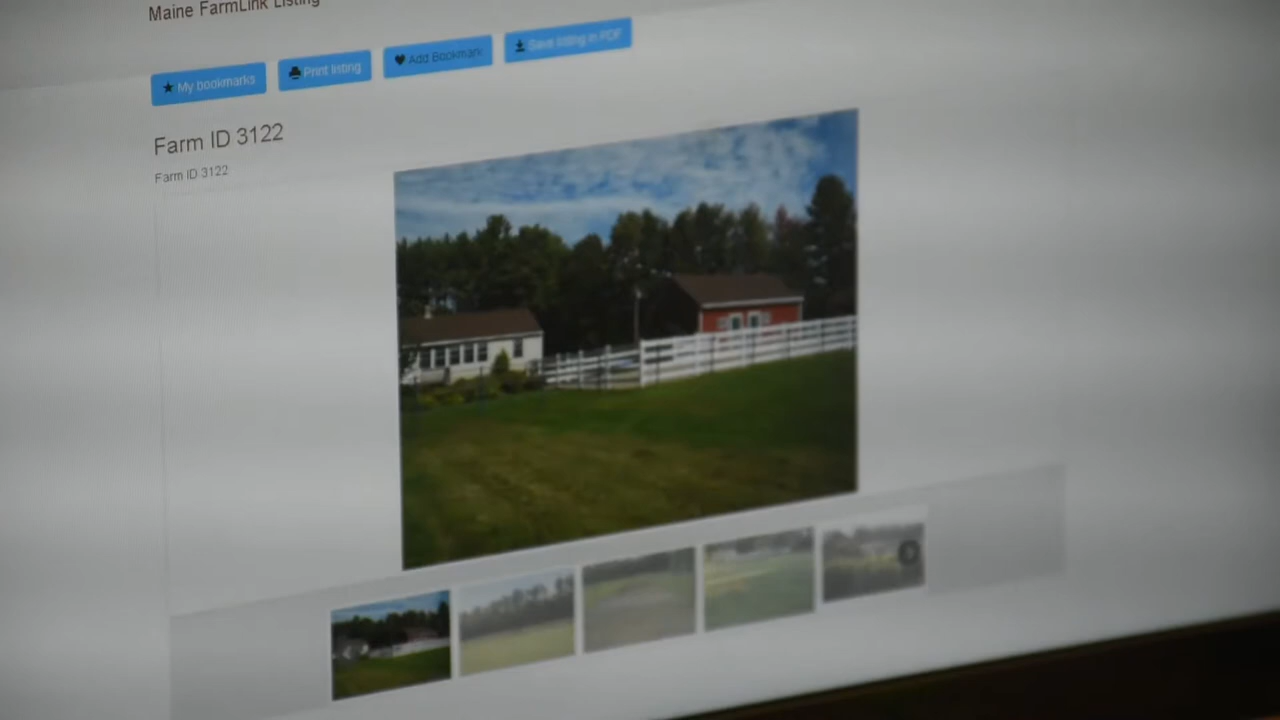 Maine FarmLink Listing
My bookmarks
Print listing
Add Bookmark
Save listing in PDF
Farm ID 3122
Farm ID 3122